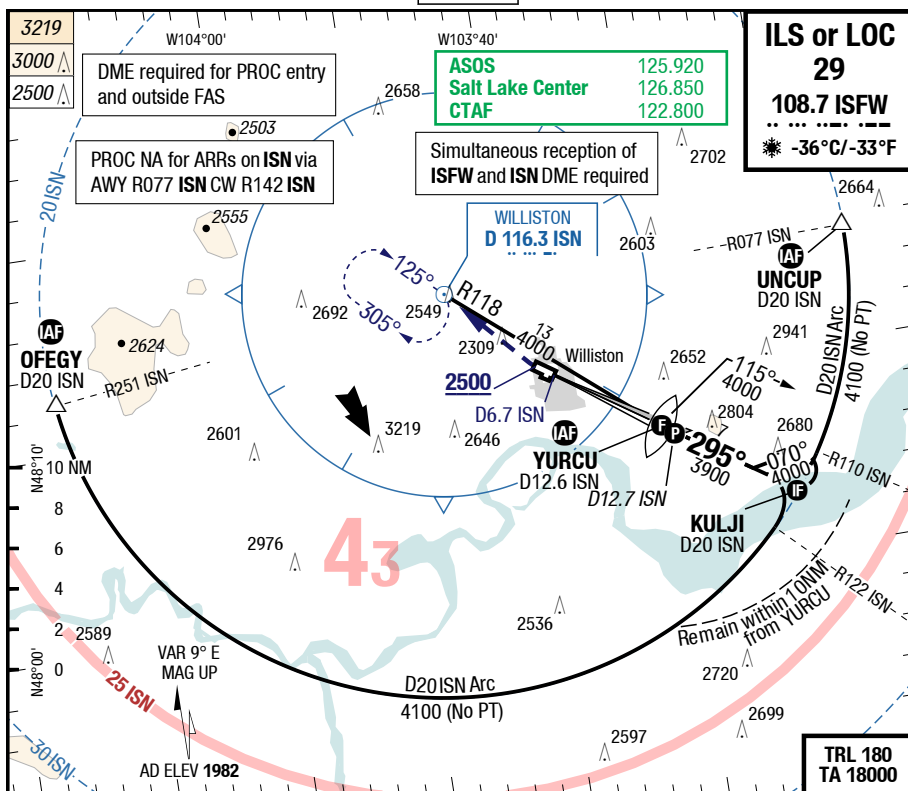 3219
3000
2500
W104°00'
W103°40'
DME required for PROC entry
and outside FAS
ASOS 125.920
Salt Lake Center 126.850
CTAF 122.800
ILS or LOC
29
108.7 ISFW
-36°C/-33°F
2658
2503
2702
PROC NA for ARRs on ISN via
AWY R077 ISN CW R142 ISN
Simultaneous reception of
ISFW and ISN DME required
2664
20 ISN
2555
WILLISTON
D 116.3 ISN
2603
R077 ISN
IAF
UNCUP
D20 ISN
125°
305°
R118
2692
2549
13
4000
2309
Williston
2941
D20 ISN Arc
4100 (No PT)
IAF
OFEGY
D20 ISN
2624
R251 ISN
2500
2652
115°
4000
D6.7 ISN
2804
7
2601
3219
2646
IAF
YURCU
D12.6 ISN
F
P
D12.7 ISN
295°
3900
2680
070°
4000
R110 ISN
N48°10'
10 NM
8
6
4
2
0
N48°00'
KULJI
D20 ISN
IF
2976
43
R122 ISN
2536
Remain within 10NM
from YURCU
2589
VAR 9° E
MAG UP
25 ISN
2720
D20 ISN Arc
4100 (No PT)
2699
2597
30 ISN
AD ELEV 1982
TRL 180
TA 18000